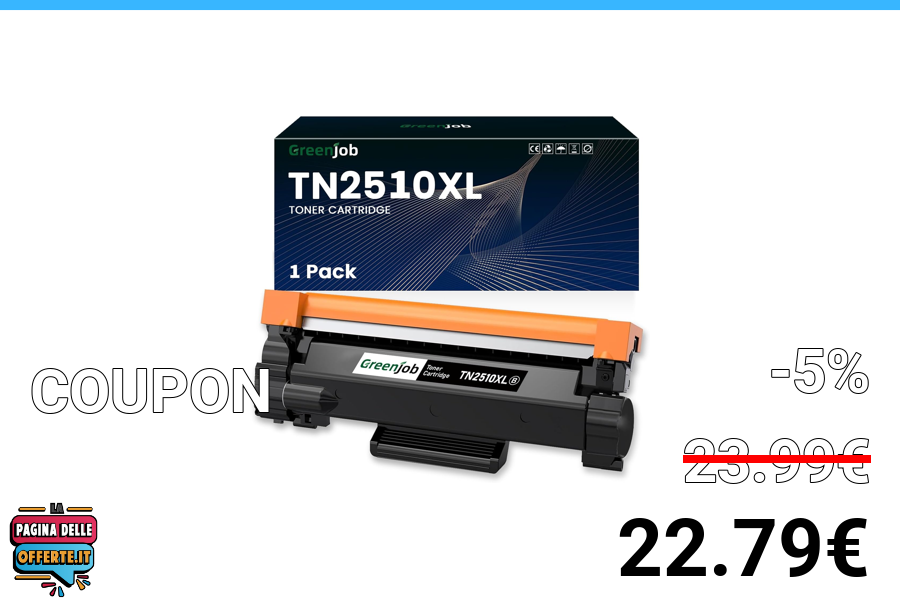 Greenjob
Greenjob
TN2510XL
TONER CARTRIDGE
1 Pack
Greenjob
Toner
Cartridge
TN2510XL B
COUPON
-5%
23.99€
22.79€
LA
PAGINA DELLE
OFFERTE.IT